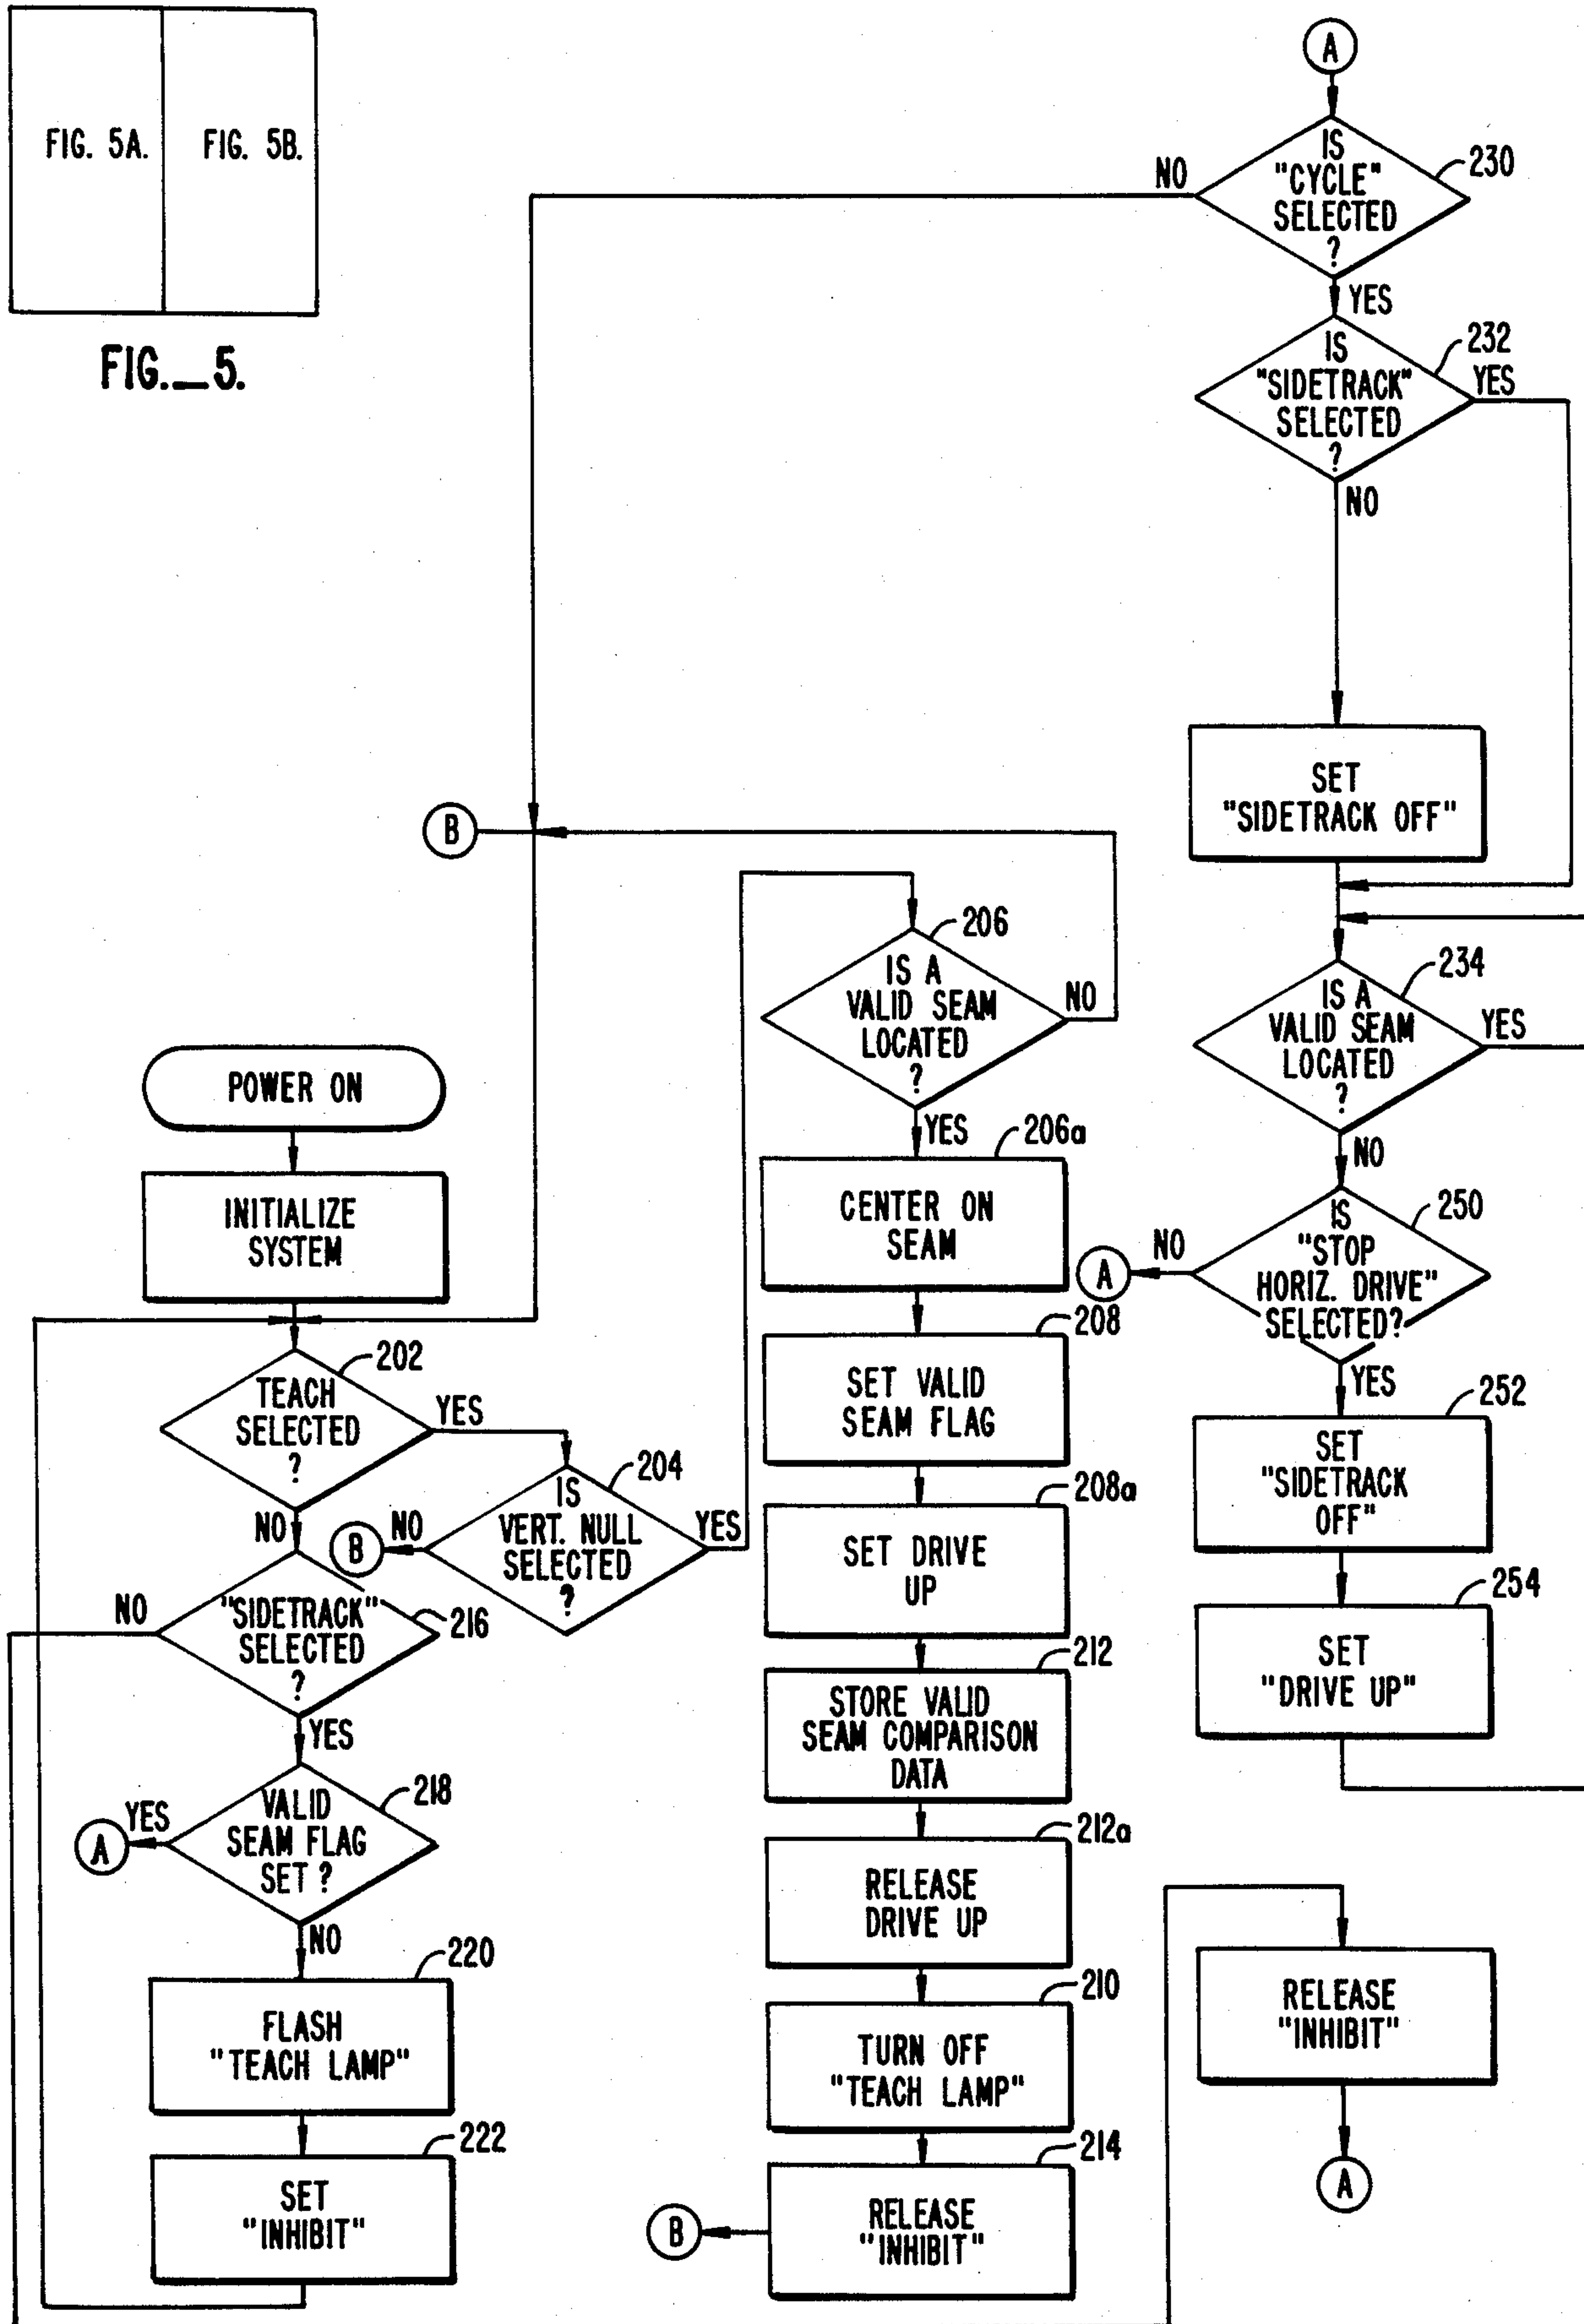 FIG. 5A.
FIG. 5B.
FIG._5.
POWER ON
INITIALIZE
SYSTEM
202
TEACH
SELECTED
?
YES
NO
204
IS
VERT. NULL
SELECTED
?
NO
B
YES
"SIDETRACK"
SELECTED
?
216
NO
YES
218
VALID
SEAM FLAG
SET ?
YES
A
NO
220
FLASH
"TEACH LAMP"
222
SET
"INHIBIT"
B
206
IS A
VALID SEAM
LOCATED
?
NO
YES
206a
CENTER ON
SEAM
208
SET VALID
SEAM FLAG
208a
SET DRIVE
UP
212
STORE VALID
SEAM COMPARISON
DATA
212a
RELEASE
DRIVE UP
210
TURN OFF
"TEACH LAMP"
214
RELEASE
"INHIBIT"
B
A
230
IS
"CYCLE"
SELECTED
?
NO
YES
232
IS
"SIDETRACK"
SELECTED
?
YES
NO
SET
"SIDETRACK OFF"
234
IS A
VALID SEAM
LOCATED
?
YES
NO
250
IS
"STOP
HORIZ. DRIVE"
SELECTED?
NO
A
YES
252
SET
"SIDETRACK
OFF"
254
SET
"DRIVE UP"
RELEASE
"INHIBIT"
A